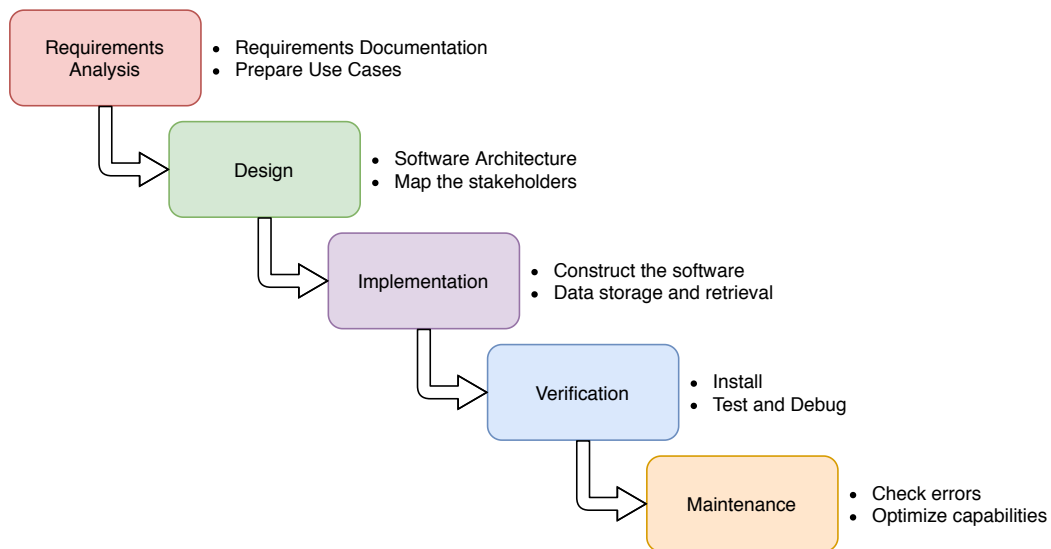 Requirements
Analysis
• Requirements Documentation
• Prepare Use Cases
Design
• Software Architecture
• Map the stakeholders
Implementation
• Construct the software
• Data storage and retrieval
Verification
• Install
• Test and Debug
Maintenance
• Check errors
• Optimize capabilities